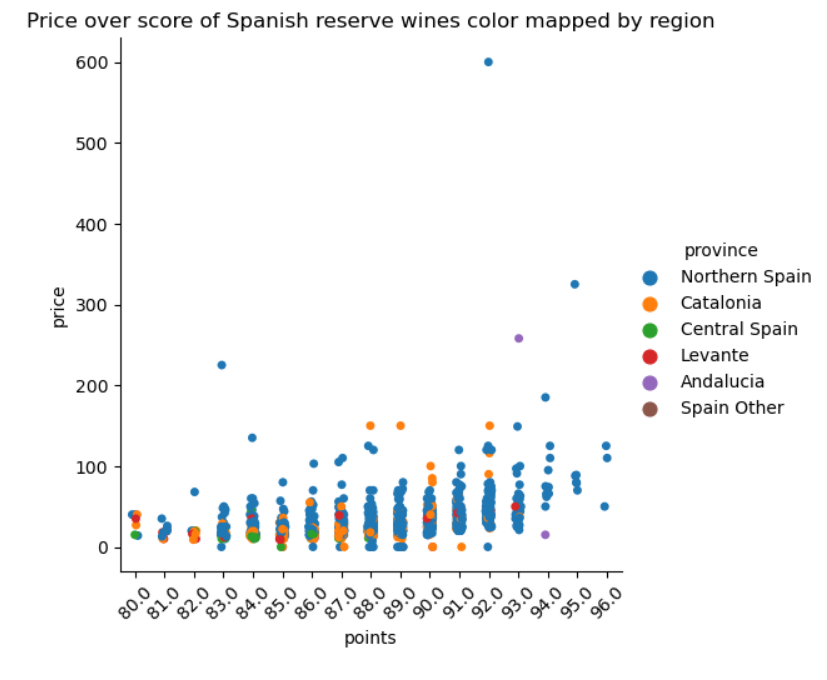 Price over score of Spanish reserve wines color mapped by region
600
500
400
300
200
100
0
price
80.0 81.0 82.0 83.0 84.0 85.0 86.0 87.0 88.0 89.0 90.0 91.0 92.0 93.0 94.0 95.0 96.0
points
province
Northern Spain
Catalonia
Central Spain
Levante
Andalucia
Spain Other